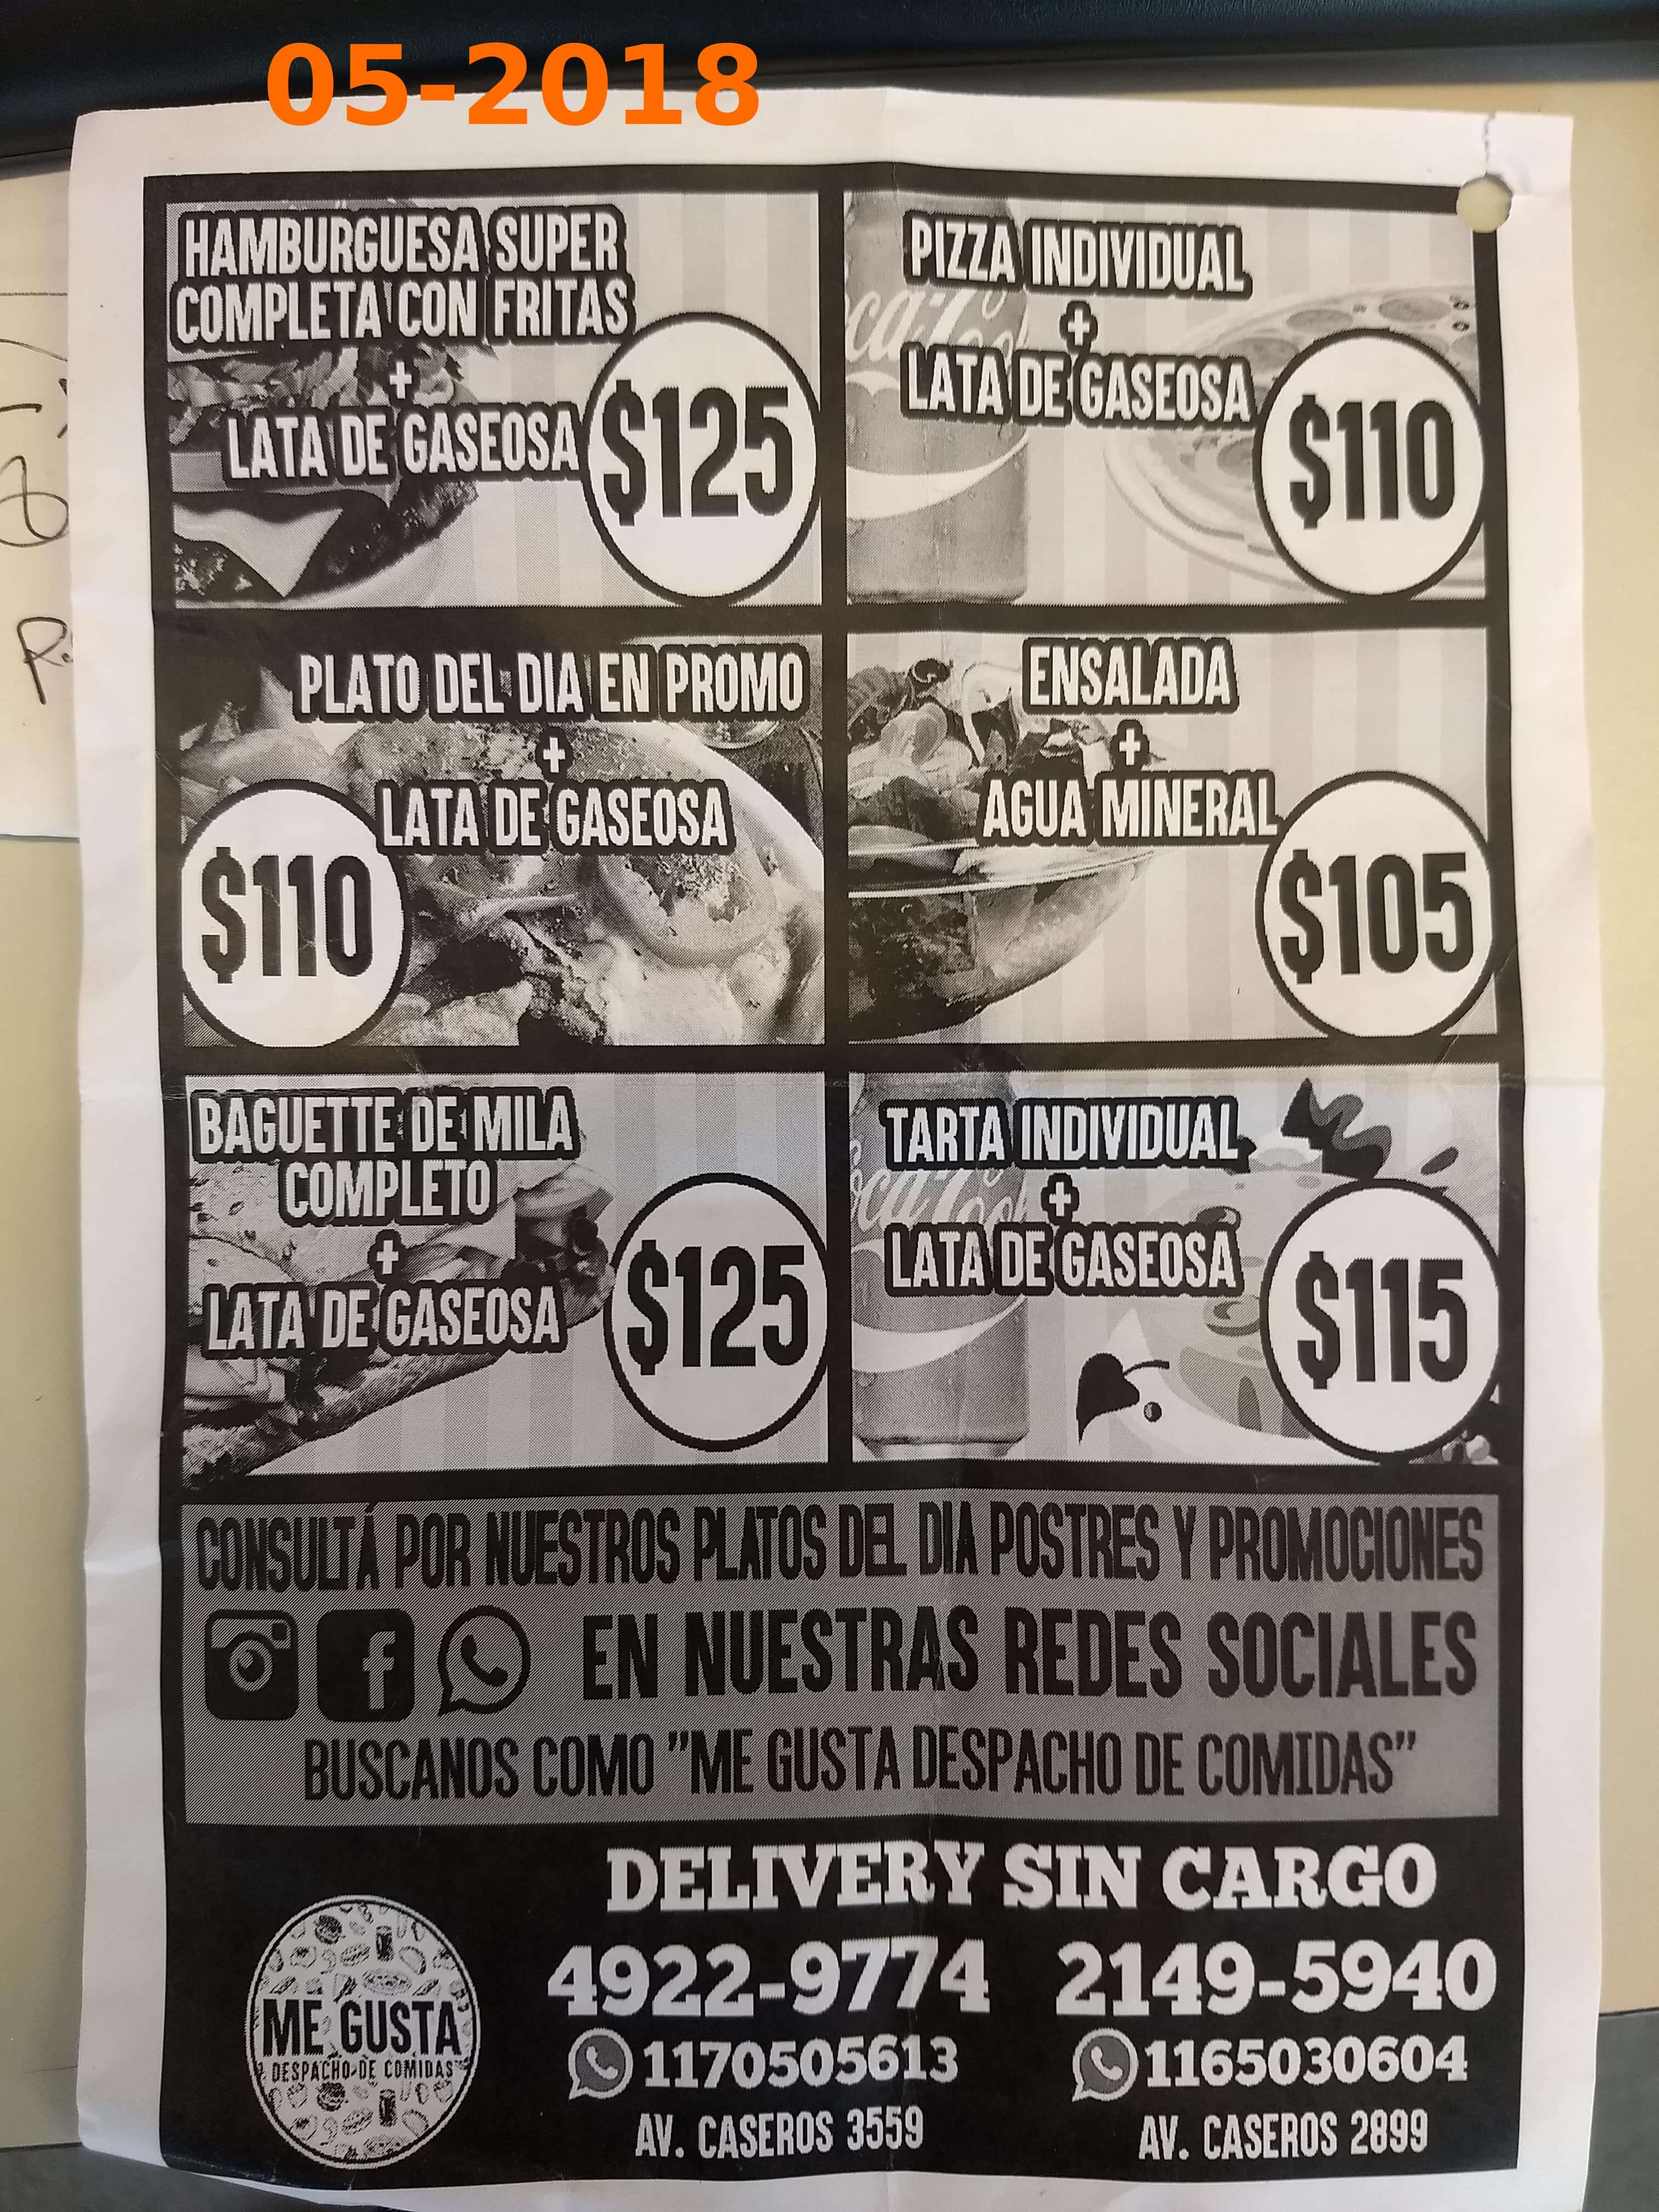 05-2018
HAMBURGUESA SUPER
COMPLETA CON FRITAS
+
LATA DE GASEOSA
$125
PIZZA INDIVIDUAL
+
LATA DE GASEOSA
$110
PLATO DEL DIA EN PROMO
+
LATA DE GASEOSA
$110
ENSALADA
+
AGUA MINERAL
$105
BAGUETTE DE MILA
COMPLETO
+
LATA DE GASEOSA
$125
TARTA INDIVIDUAL
+
LATA DE GASEOSA
$115
CONSULTÁ POR NUESTROS PLATOS DEL DIA POSTRES Y PROMOCIONES
EN NUESTRAS REDES SOCIALES
BUSCANOS COMO "ME GUSTA DESPACHO DE COMIDAS"
DELIVERY SIN CARGO
4922-9774 2149-5940
1170505613 1165030604
AV. CASEROS 3559 AV. CASEROS 2899
ME GUSTA
DESPACHO DE COMIDAS